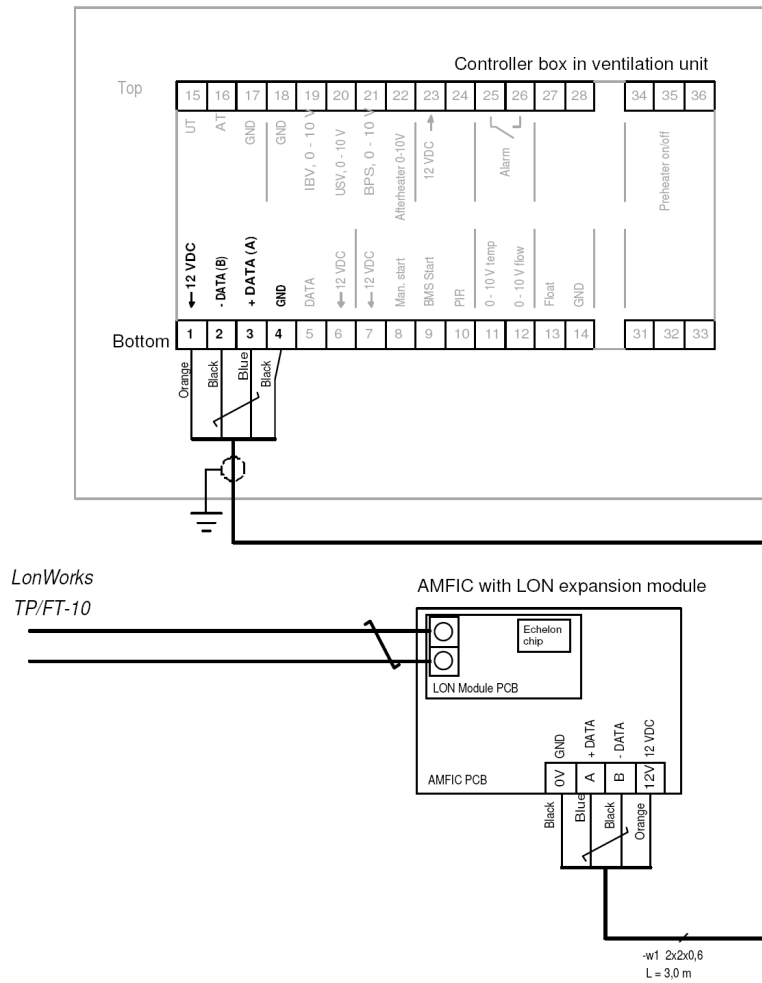 Controller box in ventilation unit
Top
15 16 17 18 19 20 21 22 23 24 25 26 27 28 34 35 36
UT
AT
GND
GND
IBV, 0 - 10 V
USV, 0 - 10 V
BPS, 0 - 10 V
Afterheater 0-10V
12 VDC
Alarm
Preheater on/off
12 VDC
- DATA (B)
+ DATA (A)
GND
DATA
12 VDC
12 VDC
Man. start
BMS Start
PIR
0 - 10 V temp
0 - 10 V flow
Float
GND
Bottom
1 2 3 4 5 6 7 8 9 10 11 12 13 14 31 32 33
Orange
Black
Blue
Black
LonWorks
TP/FT-10
AMFIC with LON expansion module
Echelon
chip
LON Module PCB
GND
+ DATA
- DATA
12 VDC
AMFIC PCB
0V A B 12V
Black
Blue
Black
Orange
-w1 2x2x0,6
L = 3,0 m